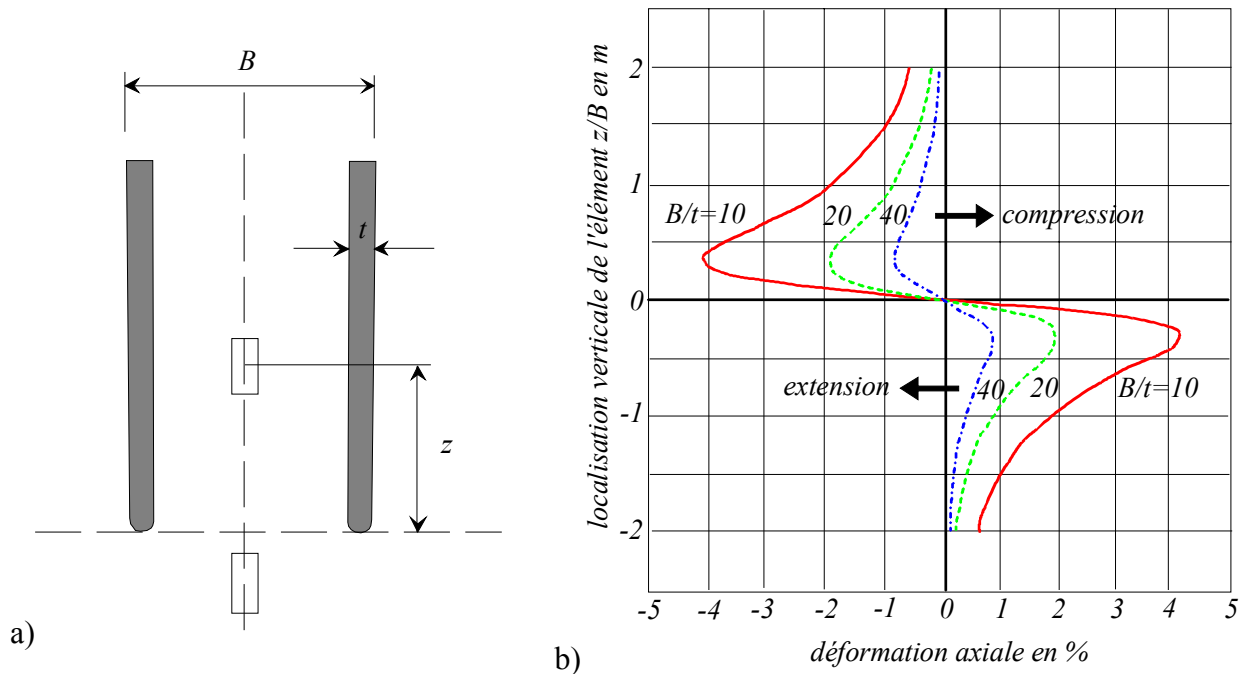 B
t
z
a)
localisation verticale de l'élément z/B en m
2
1
0
-1
-2
B/t=10
20
40
compression
extension
40
20
B/t=10
-5 -4 -3 -2 -1 0 1 2 3 4 5
déformation axiale en %
b)